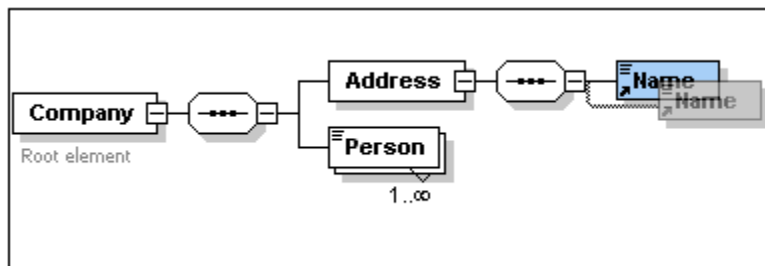 Address
Name
Name
Company
Root element
Person
1..∞